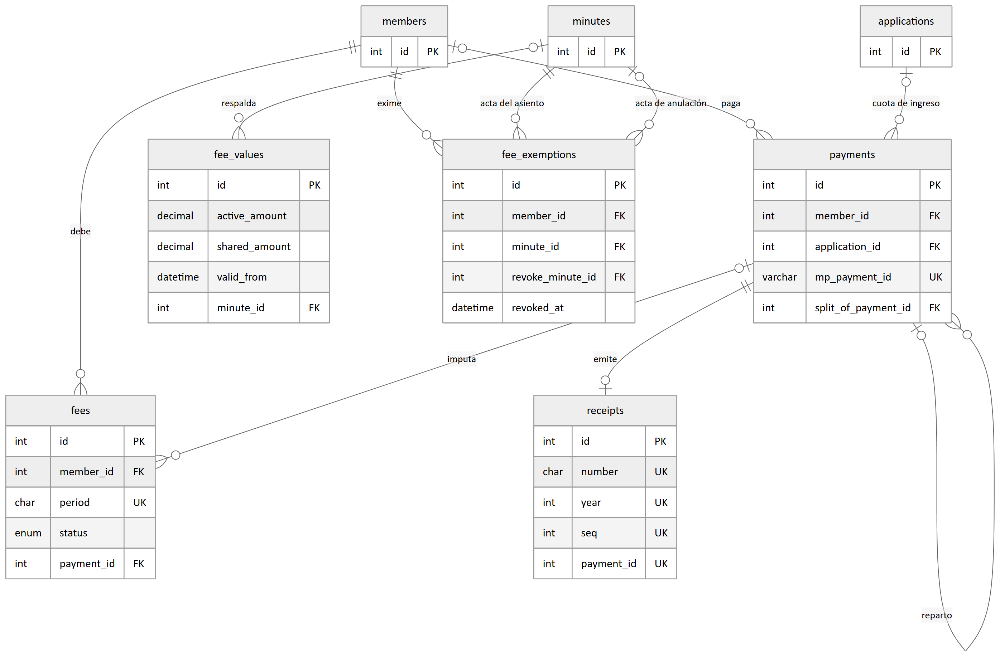 members
int id PK
minutes
int id PK
applications
int id PK
respalda
exime
acta del asiento
acta de anulación
paga
cuota de ingreso
fee_values
int id PK
decimal active_amount
decimal shared_amount
datetime valid_from
int minute_id FK
fee_exemptions
int id PK
int member_id FK
int minute_id FK
int revoke_minute_id FK
datetime revoked_at
payments
int id PK
int member_id FK
int application_id FK
varchar mp_payment_id UK
int split_of_payment_id FK
debe
imputa
emite
fees
int id PK
int member_id FK
char period UK
enum status
int payment_id FK
receipts
int id PK
char number UK
int year UK
int seq UK
int payment_id UK
reparto